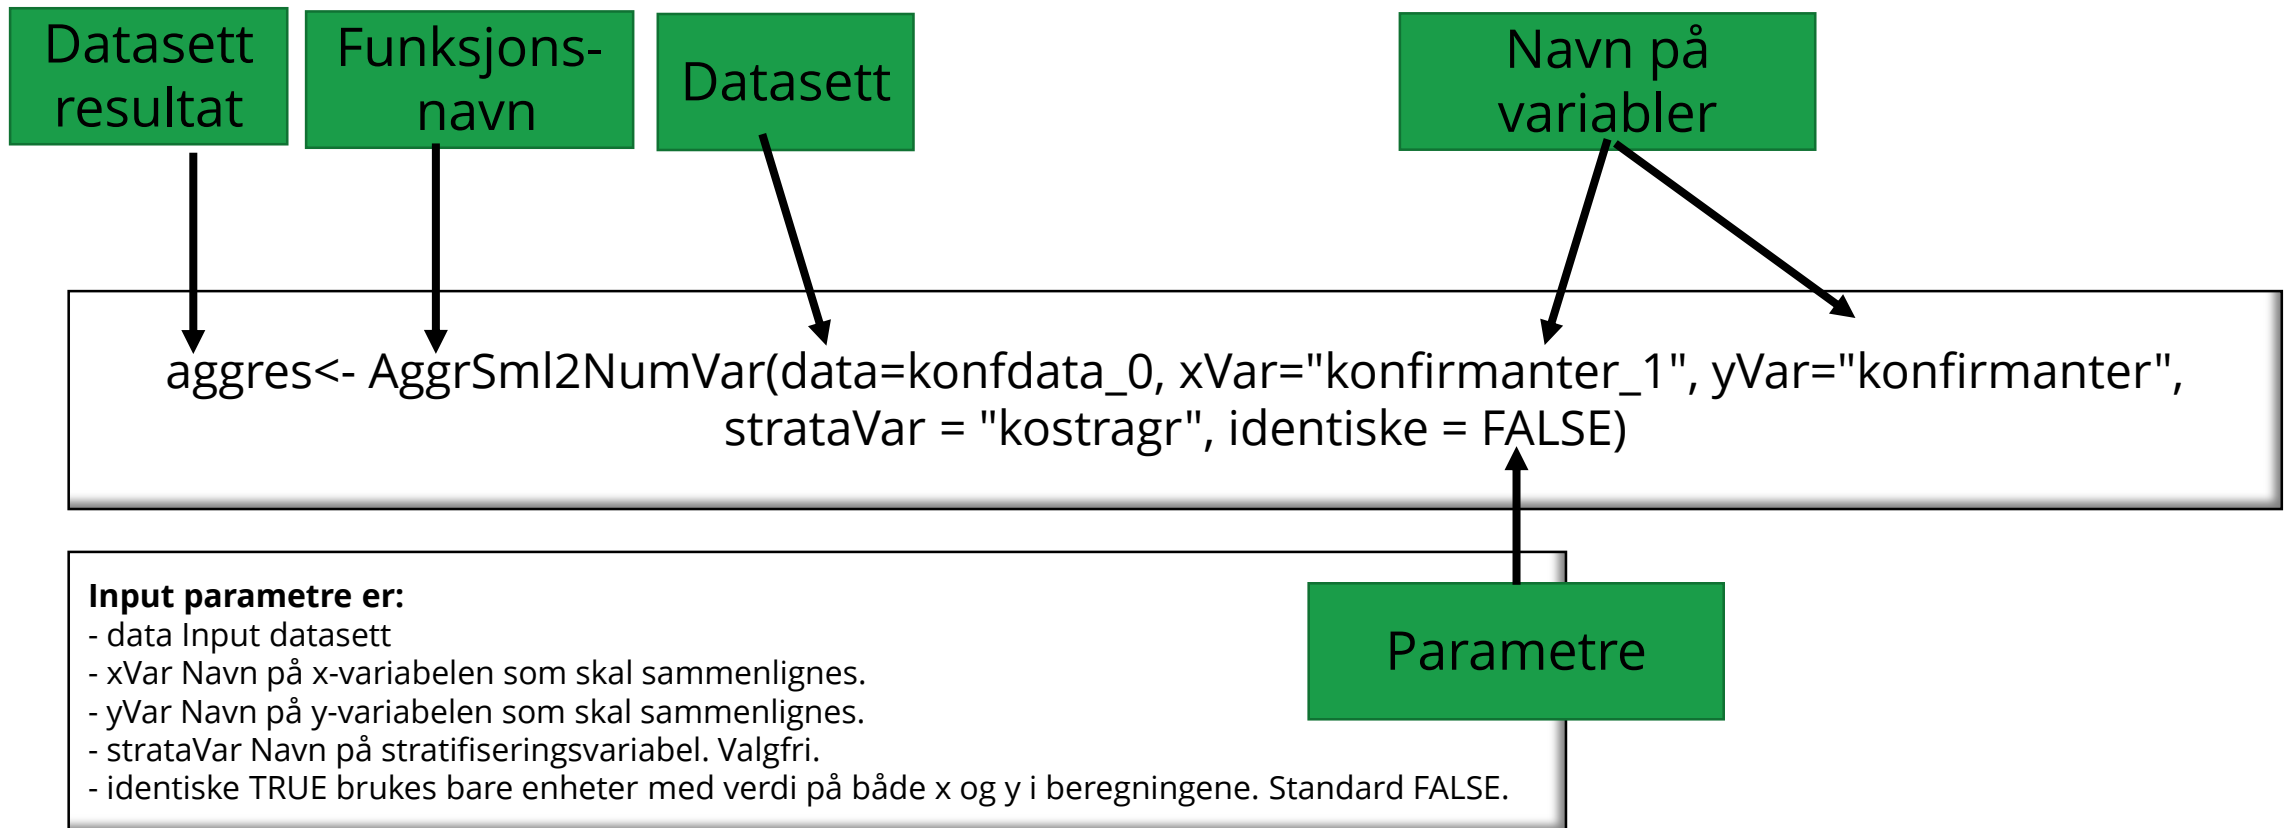 Datasett
resultat
Funksjons-
navn
Datasett
Navn på
variabler
aggres<- AggrSml2NumVar(data=konfdata_0, xVar="konfirmanter_1", yVar="konfirmanter",
strataVar = "kostragr", identiske = FALSE)
Input parametre er:
- data Input datasett
- xVar Navn på x-variabelen som skal sammenlignes.
- yVar Navn på y-variabelen som skal sammenlignes.
- strataVar Navn på stratifiseringsvariabel. Valgfri.
- identiske TRUE brukes bare enheter med verdi på både x og y i beregningene. Standard FALSE.
Parametre